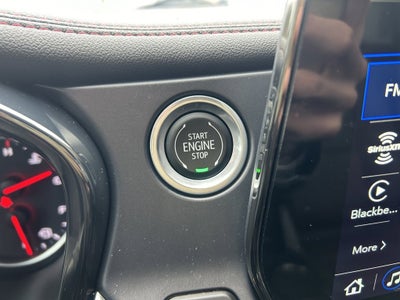 START
ENGINE
STOP
FM
SiriusXM
Blackbe...
More >
H